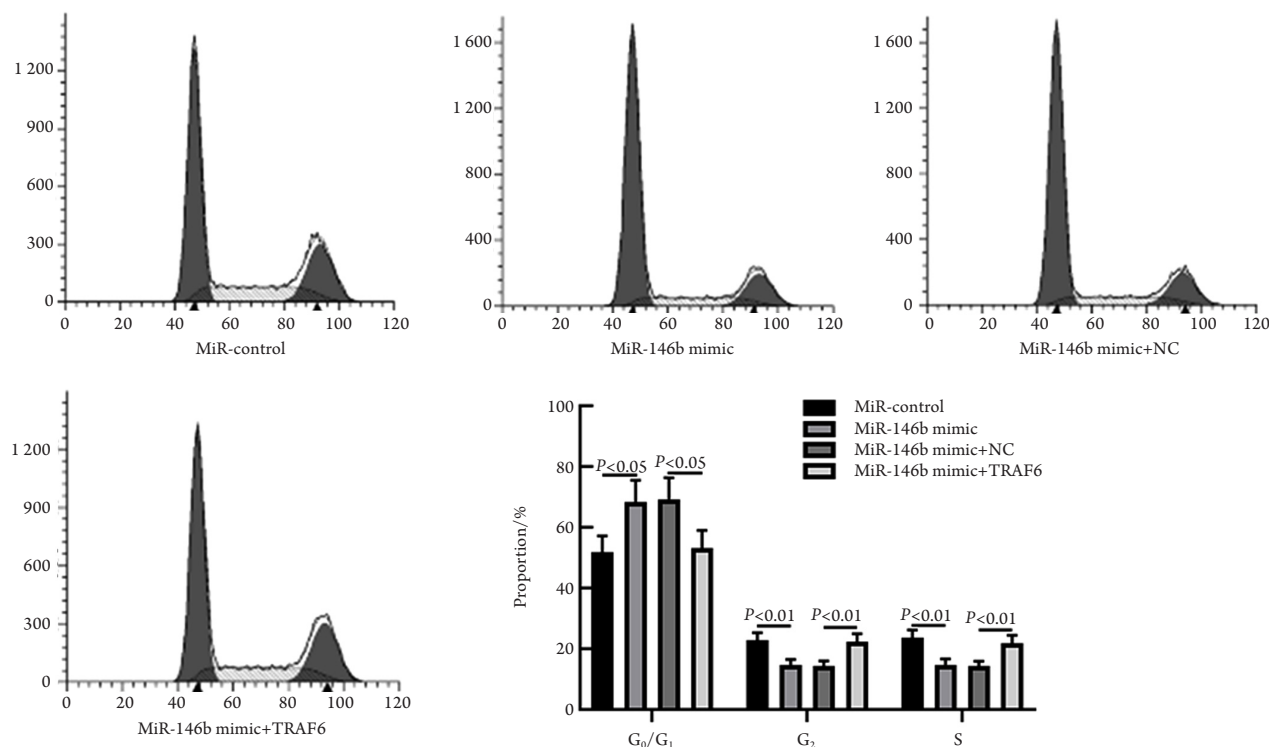 1 200
900
600
300
0
0 20 40 60 80 100 120
MiR-control
1 600
1 200
800
400
0
0 20 40 60 80 100 120
MiR-146b mimic
1 600
1 200
800
400
0
0 20 40 60 80 100 120
MiR-146b mimic+NC
1 200
900
600
300
0
0 20 40 60 80 100 120
MiR-146b mimic+TRAF6
Proportion/%
100
80
60
40
20
0
MiR-control
MiR-146b mimic
MiR-146b mimic+NC
MiR-146b mimic+TRAF6
P<0.05 P<0.05
P<0.01 P<0.01 P<0.01 P<0.01
G₀/G₁ G₂ S